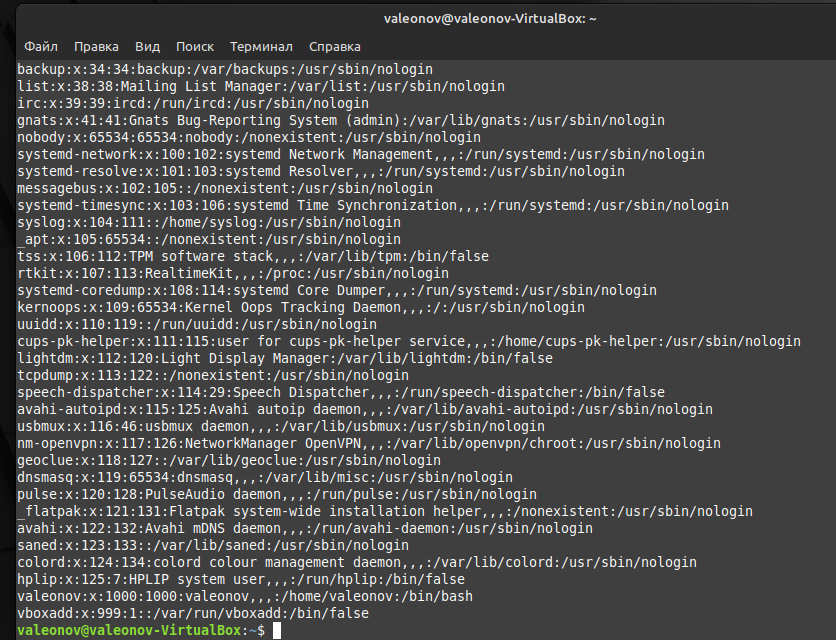 valeonov@valeonov-VirtualBox: ~
Файл Правка Вид Поиск Терминал Справка
backup:x:34:34:backup:/var/backups:/usr/sbin/nologin
list:x:38:38:Mailing List Manager:/var/list:/usr/sbin/nologin
irc:x:39:39:ircd:/run/ircd:/usr/sbin/nologin
gnats:x:41:41:Gnats Bug-Reporting System (admin):/var/lib/gnats:/usr/sbin/nologin
nobody:x:65534:65534:nobody:/nonexistent:/usr/sbin/nologin
systemd-network:x:100:102:systemd Network Management,,,:/run/systemd:/usr/sbin/nologin
systemd-resolve:x:101:103:systemd Resolver,,,:/run/systemd:/usr/sbin/nologin
messagebus:x:102:105::/nonexistent:/usr/sbin/nologin
systemd-timesync:x:103:106:systemd Time Synchronization,,,:/run/systemd:/usr/sbin/nologin
syslog:x:104:111::/home/syslog:/usr/sbin/nologin
_apt:x:105:65534::/nonexistent:/usr/sbin/nologin
tss:x:106:112:TPM software stack,,,:/var/lib/tpm:/bin/false
rtkit:x:107:113:RealtimeKit,,,:/proc:/usr/sbin/nologin
systemd-coredump:x:108:114:systemd Core Dumper,,,:/run/systemd:/usr/sbin/nologin
kernoops:x:109:65534:Kernel Oops Tracking Daemon,,,:/:/usr/sbin/nologin
uuidd:x:110:119::/run/uuidd:/usr/sbin/nologin
cups-pk-helper:x:111:115:user for cups-pk-helper service,,,:/home/cups-pk-helper:/usr/sbin/nologin
lightdm:x:112:120:Light Display Manager:/var/lib/lightdm:/bin/false
tcpdump:x:113:122::/nonexistent:/usr/sbin/nologin
speech-dispatcher:x:114:29:Speech Dispatcher,,,:/run/speech-dispatcher:/bin/false
avahi-autoipd:x:115:125:Avahi autoip daemon,,,:/var/lib/avahi-autoipd:/usr/sbin/nologin
usbmux:x:116:46:usbmux daemon,,,:/var/lib/usbmux:/usr/sbin/nologin
nm-openvpn:x:117:126:NetworkManager OpenVPN,,,:/var/lib/openvpn/chroot:/usr/sbin/nologin
geoclue:x:118:127::/var/lib/geoclue:/usr/sbin/nologin
dnsmasq:x:119:65534:dnsmasq,,,:/var/lib/misc:/usr/sbin/nologin
pulse:x:120:128:PulseAudio daemon,,,:/run/pulse:/usr/sbin/nologin
_flatpak:x:121:131:Flatpak system-wide installation helper,,,:/nonexistent:/usr/sbin/nologin
avahi:x:122:132:Avahi mDNS daemon,,,:/run/avahi-daemon:/usr/sbin/nologin
saned:x:123:133::/var/lib/saned:/usr/sbin/nologin
colord:x:124:134:colord colour management daemon,,,:/var/lib/colord:/usr/sbin/nologin
hplip:x:125:7:HPLIP system user,,,:/run/hplip:/bin/false
valeonov:x:1000:1000:valeonov,,,:/home/valeonov:/bin/bash
vboxadd:x:999:1::/var/run/vboxadd:/bin/false
valeonov@valeonov-VirtualBox:~$